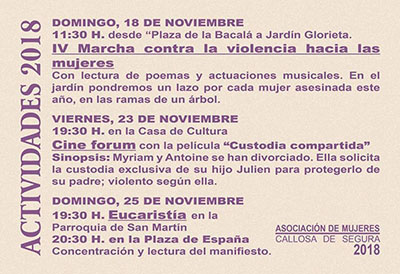 ACTIVIDADES 2018
DOMINGO, 18 DE NOVIEMBRE
11:30 H. desde “Plaza de la Bacalá a Jardín Glorieta.
IV Marcha contra la violencia hacia las
mujeres
Con lectura de poemas y actuaciones musicales. En el
jardín pondremos un lazo por cada mujer asesinada este
año, en las ramas de un árbol.
VIERNES, 23 DE NOVIEMBRE
19:30 H. en la Casa de Cultura
Cine forum con la película “Custodia compartida”
Sinopsis: Myriam y Antoine se han divorciado. Ella solicita
la custodia exclusiva de su hijo Julien para protegerlo de
su padre; violento según ella.
DOMINGO, 25 DE NOVIEMBRE
19:30 H. Eucaristía en la
Parroquia de San Martín
20:30 H. en la Plaza de España
Concentración y lectura del manifiesto.
ASOCIACIÓN DE MUJERES
CALLOSA DE SEGURA
2018